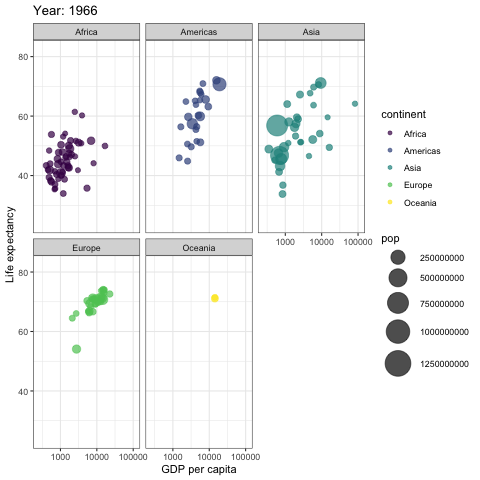 Year: 1966
Africa
Americas
Asia
80
60
40
1000 10000 100000
Europe
Oceania
80
60
40
1000 10000 100000
1000 10000 100000
Life expectancy
GDP per capita
continent
Africa
Americas
Asia
Europe
Oceania
pop
250000000
500000000
750000000
1000000000
1250000000